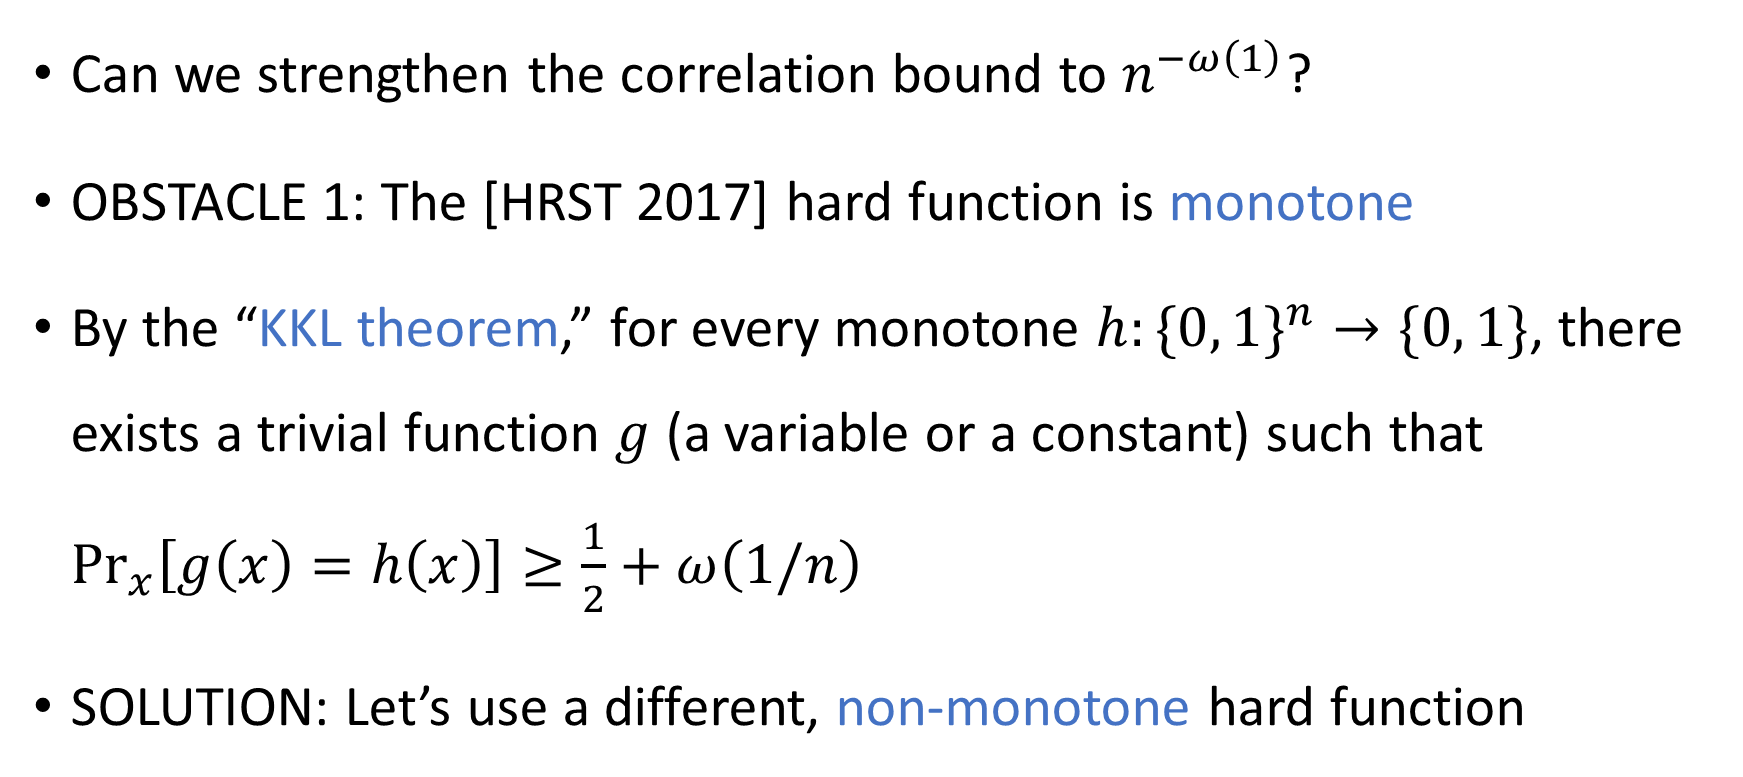 • Can we strengthen the correlation bound to n^{−ω(1)}?
• OBSTACLE 1: The [HRST 2017] hard function is monotone
• By the “KKL theorem,” for every monotone h: {0, 1}^n → {0, 1}, there
exists a trivial function g (a variable or a constant) such that
Pr_x[g(x) = h(x)] ≥ 1/2 + ω(1/n)
• SOLUTION: Let’s use a different, non-monotone hard function